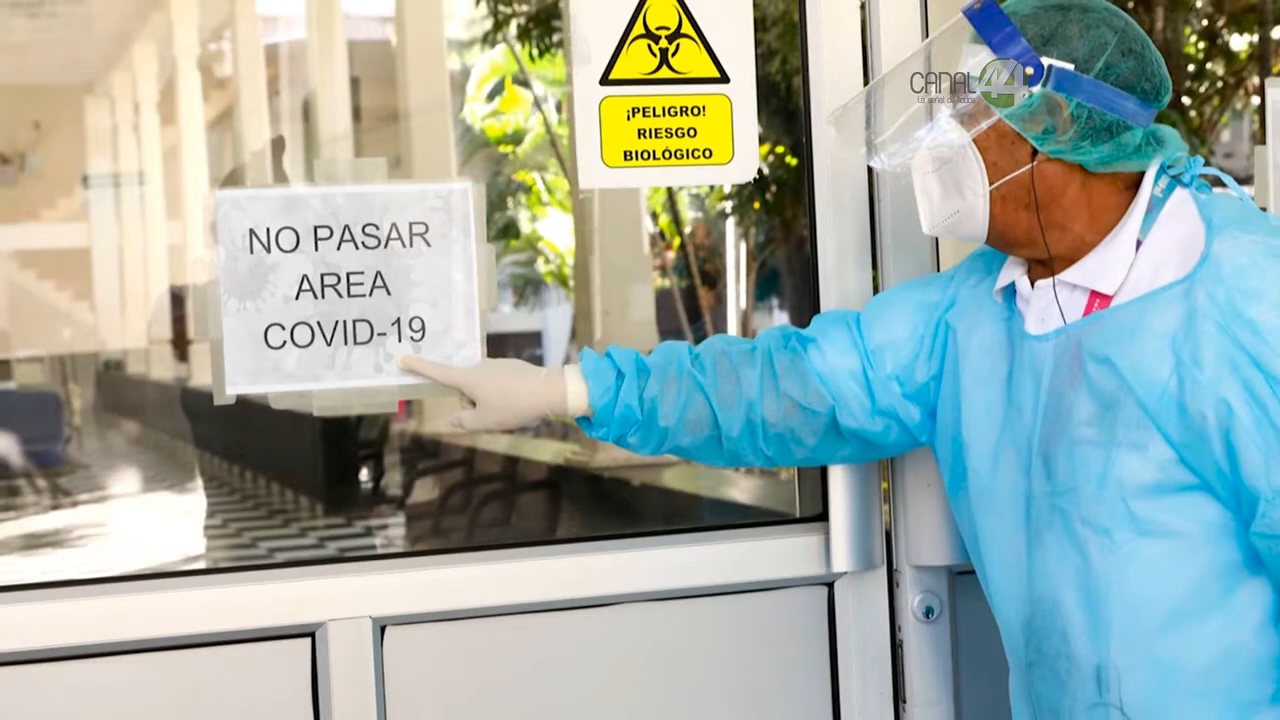 ¡PELIGRO!
RIESGO
BIOLÓGICO
NO PASAR
AREA
COVID-19
CANAL 44
La señal de todos